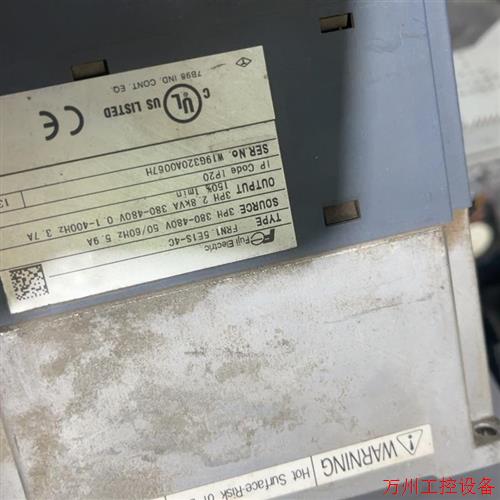 Fuji Electric
TYPE FRN1.5E1S-4C
SOURCE 3PH 380-480V 50/60Hz 5.9A
OUTPUT 3PH 2.8kVA 380-480V 0.1-400Hz 3.7A
150% 1min
IP Code IP20
SER.No. W19G320A0067H
13
CE
C UL US LISTED
7B98 IND. CONT. EQ.
WARNING
Hot Surface-Risk of
万州工控设备